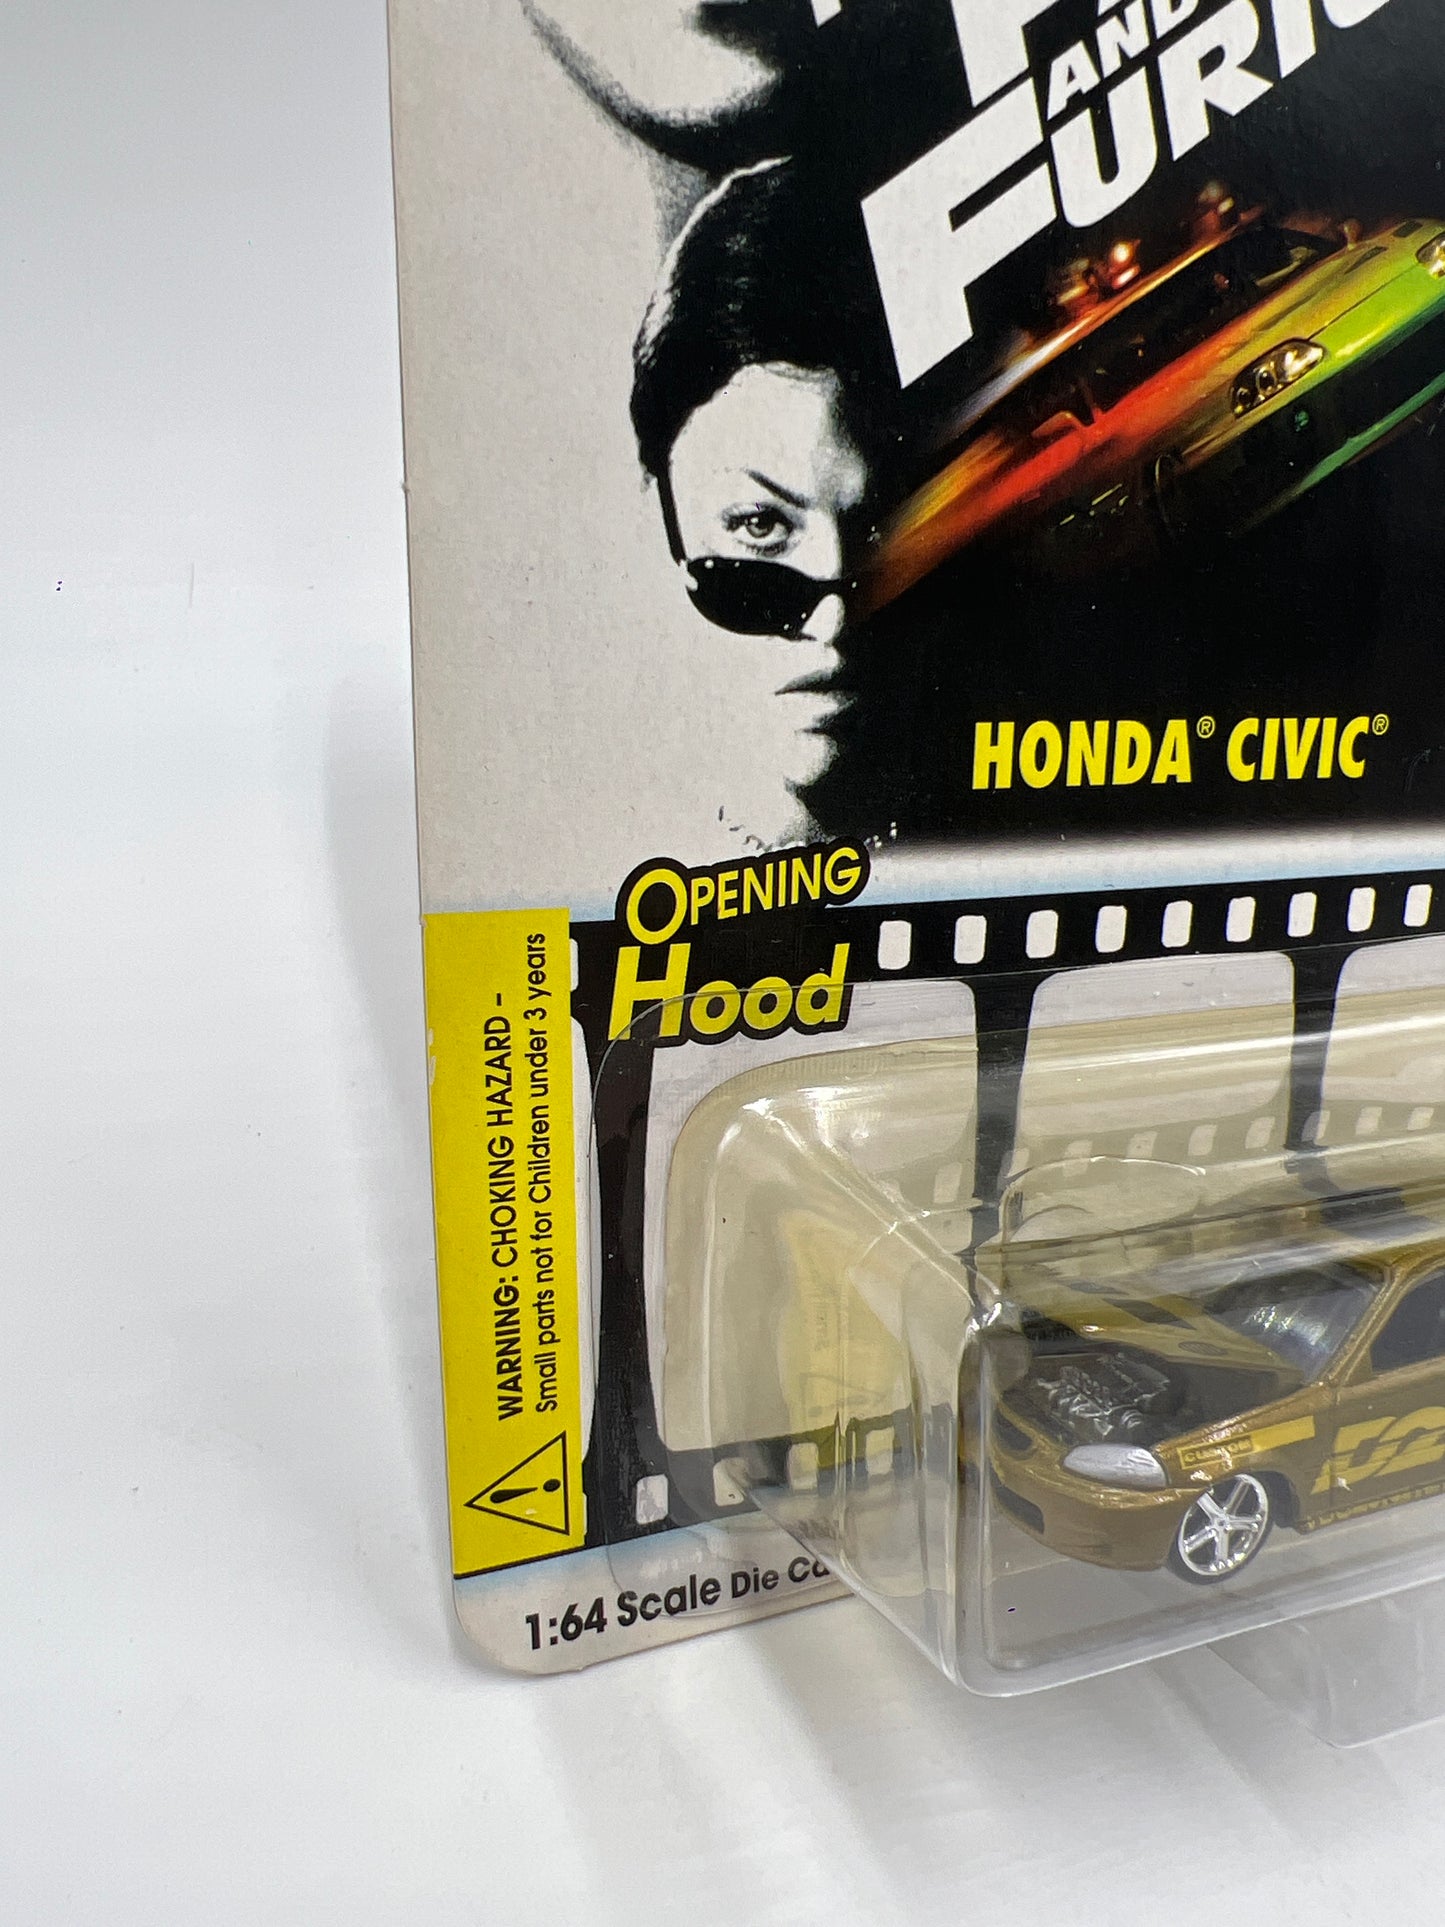 AND
FURIO
HONDA® CIVIC®
OPENING
Hood
WARNING: CHOKING HAZARD -
Small parts not for Children under 3 years
1:64 Scale Die Ca
CUSTOM